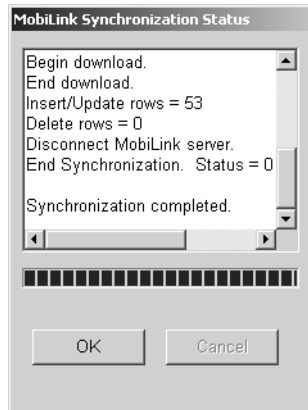 MobiLink Synchronization Status
Begin download.
End download.
Insert/Update rows = 53
Delete rows = 0
Disconnect MobiLink server.
End Synchronization.  Status = 0
Synchronization completed.
OK
Cancel